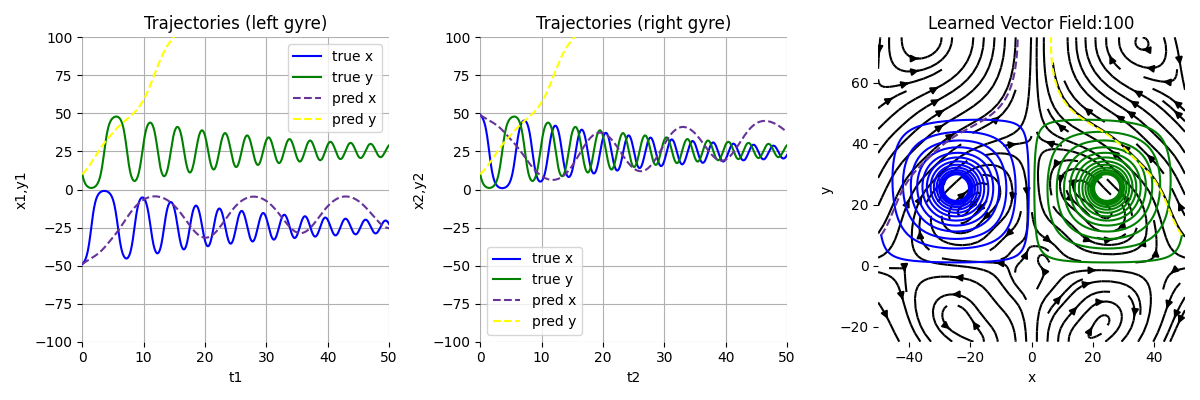 Trajectories (left gyre)
100
75
50
25
0
−25
−50
−75
−100
0 10 20 30 40 50
x1,y1
t1
true x
true y
pred x
pred y
Trajectories (right gyre)
100
75
50
25
0
−25
−50
−75
−100
0 10 20 30 40 50
x2,y2
t2
true x
true y
pred x
pred y
Learned Vector Field:100
60
40
20
0
−20
−40 −20 0 20 40
y
x